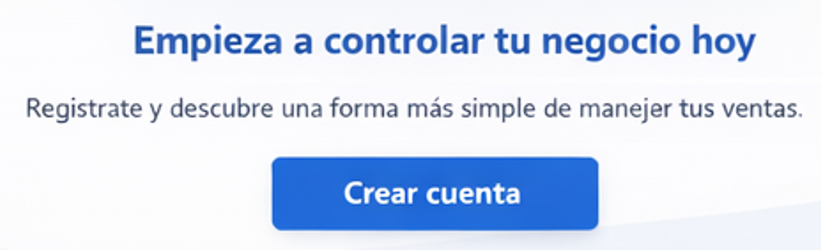 Empieza a controlar tu negocio hoy
Registrate y descubre una forma más simple de manejer tus ventas.
Crear cuenta